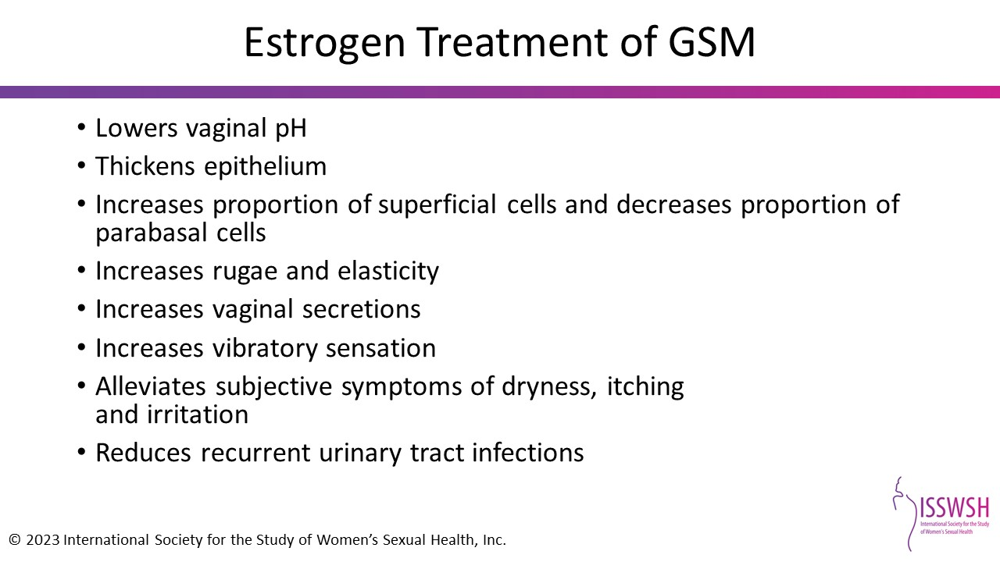 Estrogen Treatment of GSM
• Lowers vaginal pH
• Thickens epithelium
• Increases proportion of superficial cells and decreases proportion of
parabasal cells
• Increases rugae and elasticity
• Increases vaginal secretions
• Increases vibratory sensation
• Alleviates subjective symptoms of dryness, itching
and irritation
• Reduces recurrent urinary tract infections
ISSWSH
International Society for the Study
of Women's Sexual Health
© 2023 International Society for the Study of Women’s Sexual Health, Inc.